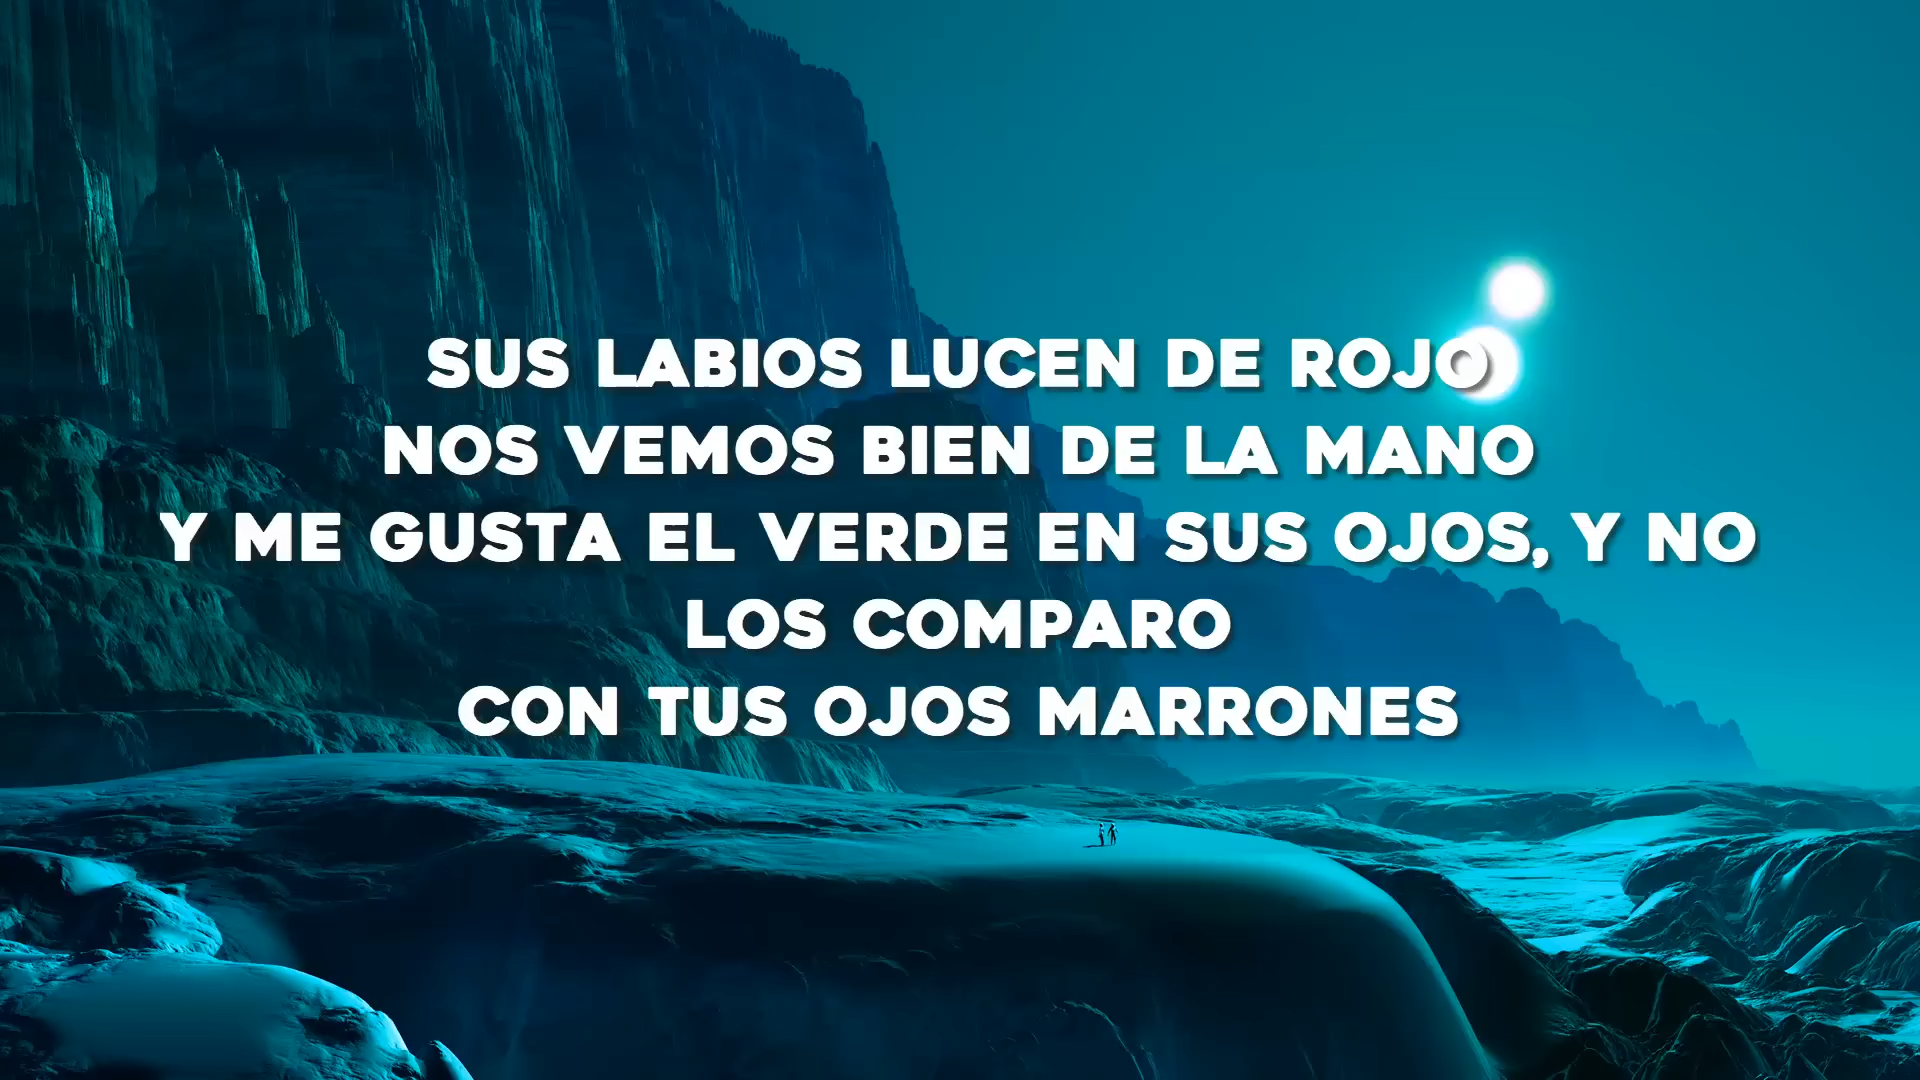 SUS LABIOS LUCEN DE ROJO
NOS VEMOS BIEN DE LA MANO
Y ME GUSTA EL VERDE EN SUS OJOS, Y NO
LOS COMPARO
CON TUS OJOS MARRONES